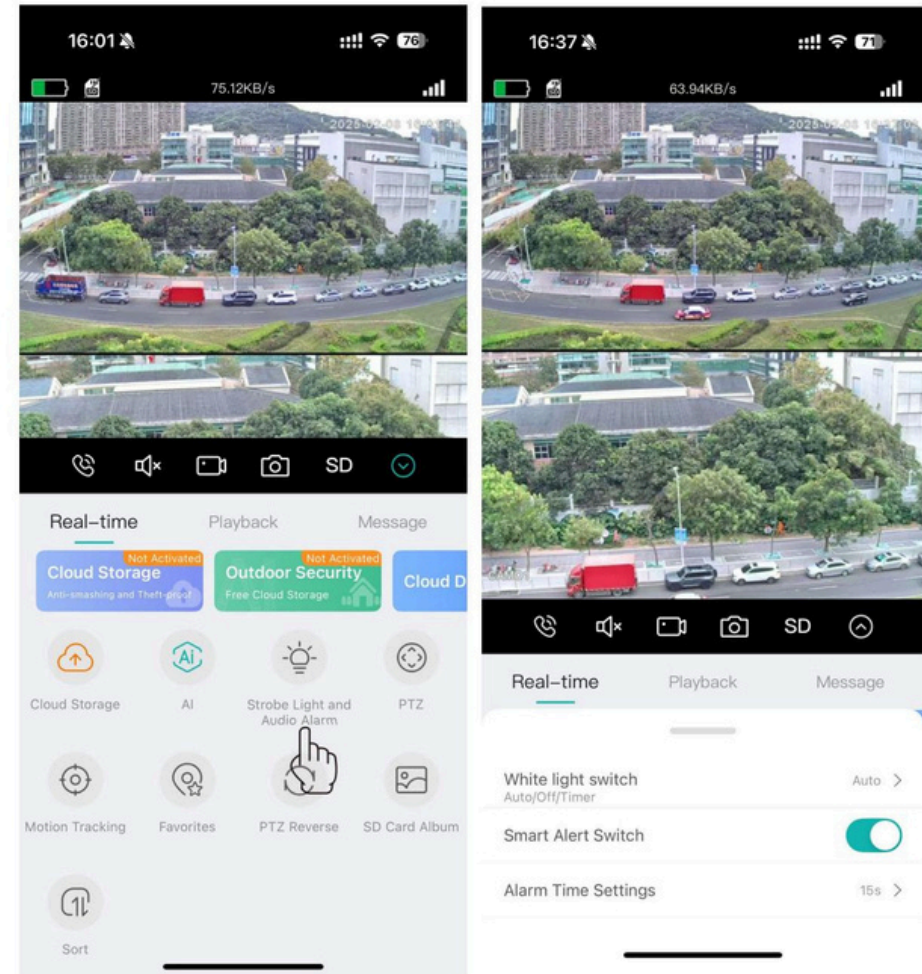 16:01
76
75.12KB/s
SD
Real-time
Playback
Message
Not Activated
Cloud Storage
Anti-smashing and Theft-proof
Not Activated
Outdoor Security
Free Cloud Storage
Cloud D
Ai
Cloud Storage
AI
Strobe Light and
Audio Alarm
PTZ
Motion Tracking
Favorites
PTZ Reverse
SD Card Album
Sort
16:37
71
63.94KB/s
SD
Real-time
Playback
Message
White light switch
Auto/Off/Timer
Auto
Smart Alert Switch
Alarm Time Settings
15s